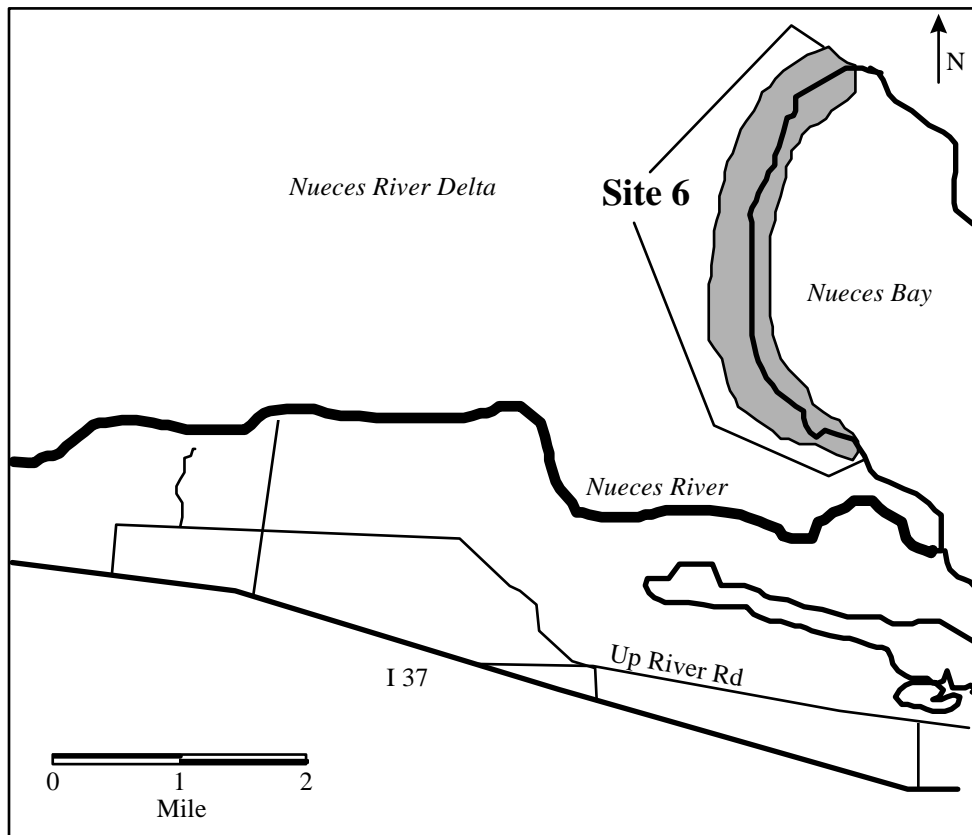 N
Nueces River Delta
Site 6
Nueces Bay
Nueces River
Up River Rd
I 37
0 1 2
Mile